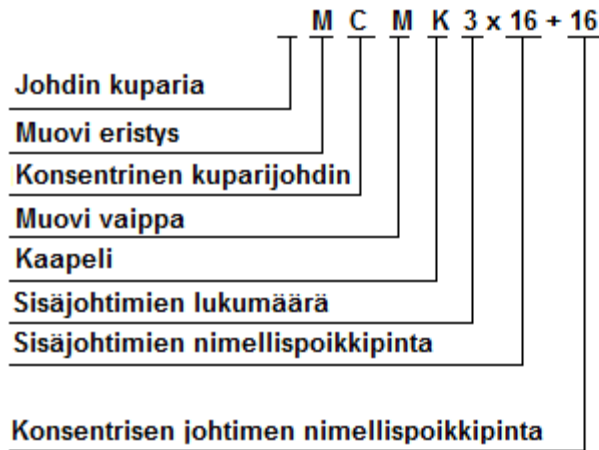 M C M K 3 x 16 + 16
Johdin kuparia
Muovi eristys
Konsentrinen kuparijohdin
Muovi vaippa
Kaapeli
Sisäjohtimien lukumäärä
Sisäjohtimien nimellispoikkipinta
Konsentrisen johtimen nimellispoikkipinta